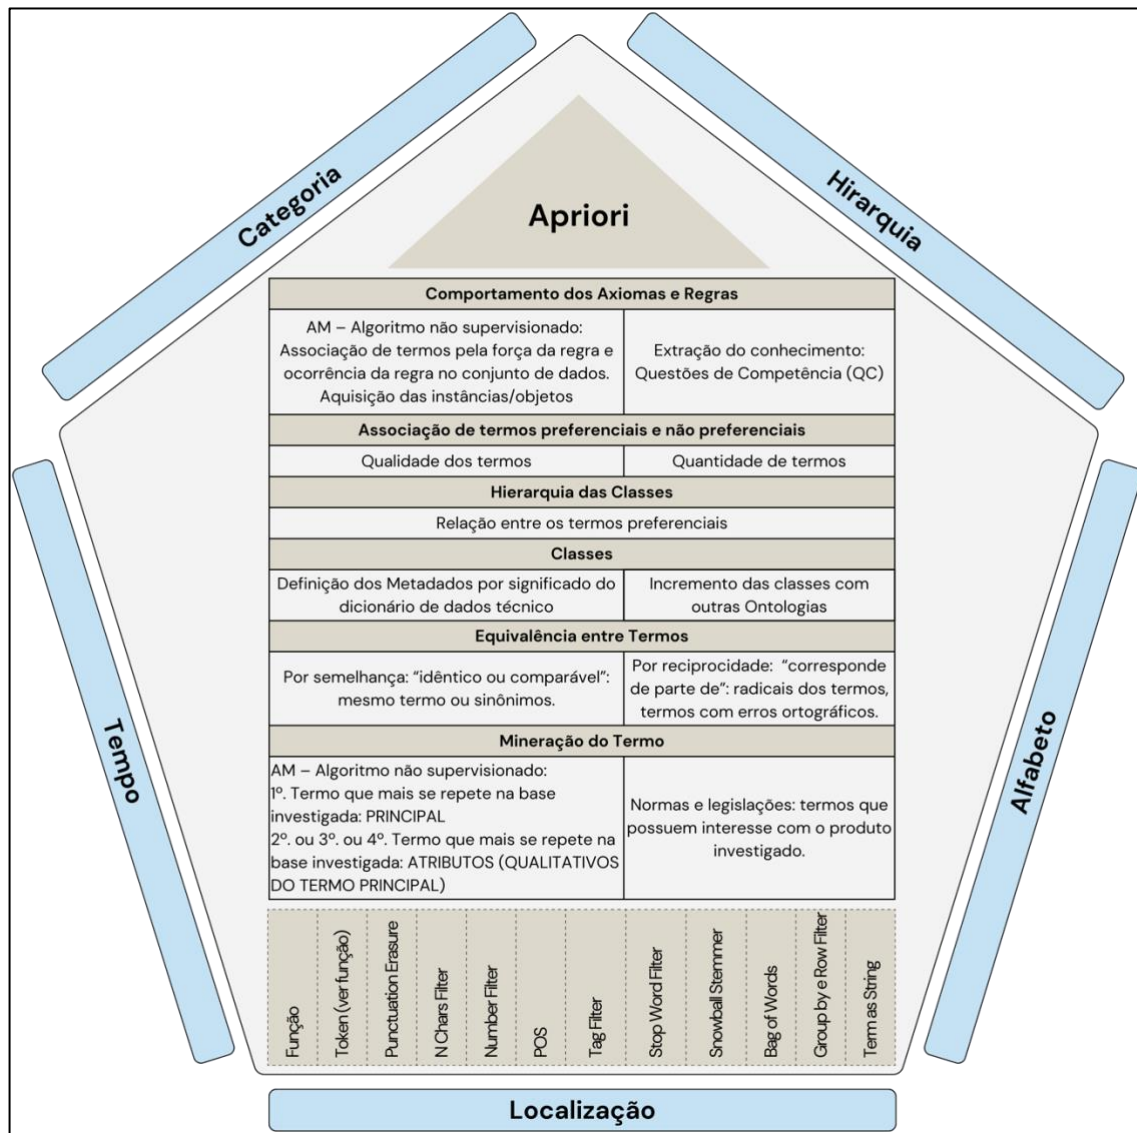 Categoria
Hirarquia
Apriori
Comportamento dos Axiomas e Regras
AM – Algoritmo não supervisionado:
Associação de termos pela força da regra e
ocorrência da regra no conjunto de dados.
Aquisição das instâncias/objetos
Extração do conhecimento:
Questões de Competência (QC)
Associação de termos preferenciais e não preferenciais
Qualidade dos termos
Quantidade de termos
Hierarquia das Classes
Relação entre os termos preferenciais
Classes
Definição dos Metadados por significado do
dicionário de dados técnico
Incremento das classes com
outras Ontologias
Equivalência entre Termos
Por semelhança: “idêntico ou comparável”:
mesmo termo ou sinônimos.
Por reciprocidade: “corresponde
de parte de”: radicais dos termos,
termos com erros ortográficos.
Mineração do Termo
AM – Algoritmo não supervisionado:
1º. Termo que mais se repete na base
investigada: PRINCIPAL
2º. ou 3º. ou 4º. Termo que mais se repete na
base investigada: ATRIBUTOS (QUALITATIVOS
DO TERMO PRINCIPAL)
Normas e legislações: termos que
possuem interesse com o produto
investigado.
Tempo
Alfabeto
Função
Token (ver função)
Punctuation Erasure
N Chars Filter
Number Filter
POS
Tag Filter
Stop Word Filter
Snowball Stemmer
Bag of Words
Group by e Row Filter
Term as String
Localização